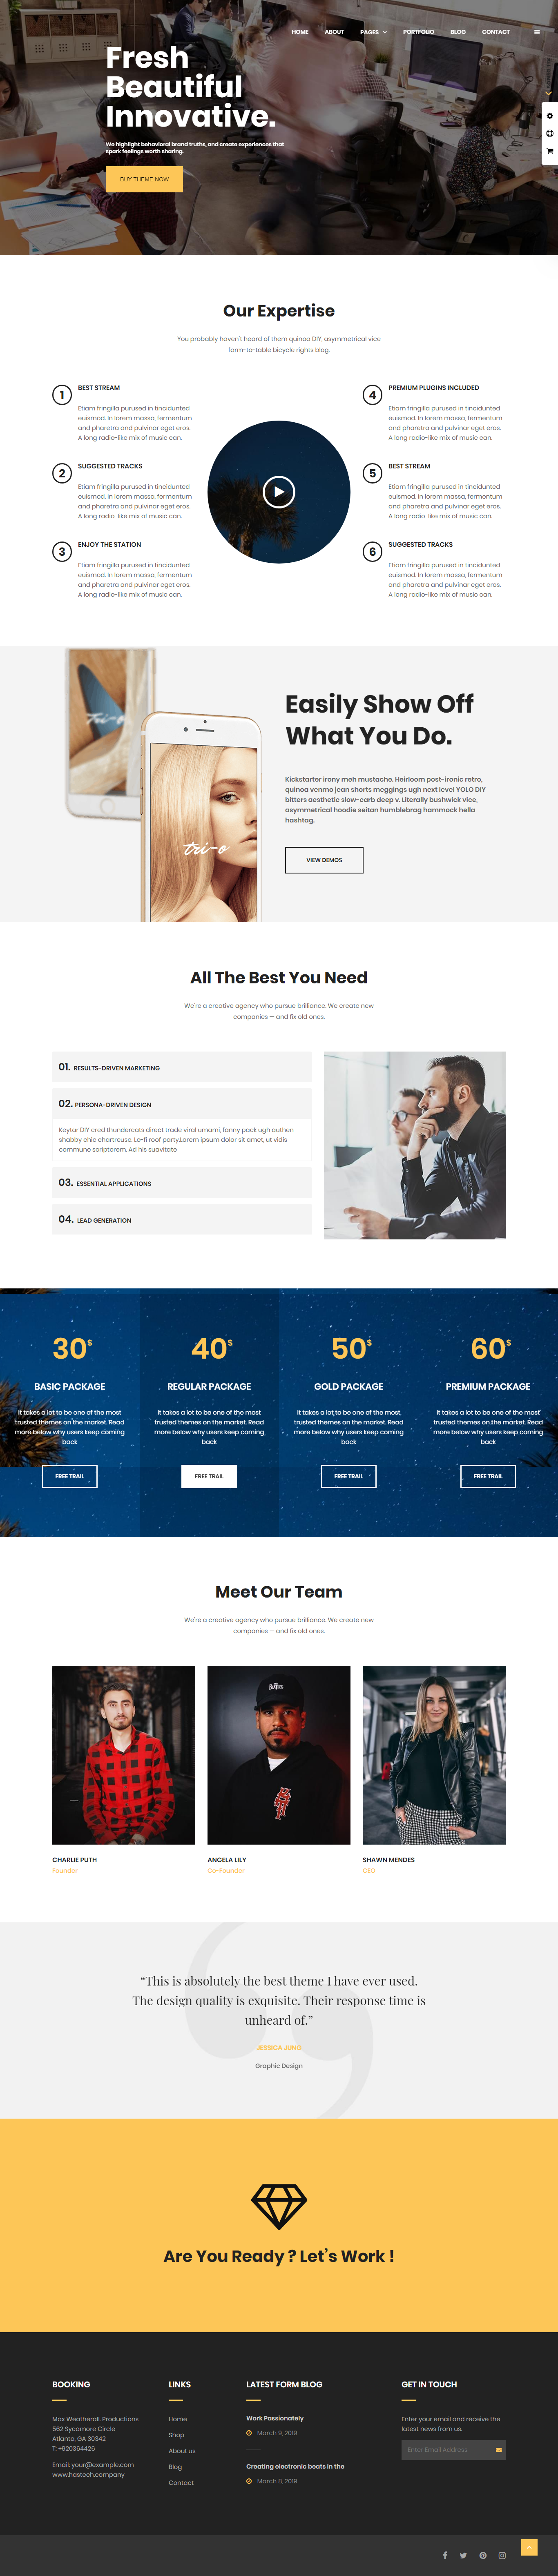 HOME ABOUT PAGES PORTFOLIO BLOG CONTACT
Fresh
Beautiful
Innovative.
We highlight behavioral brand truths, and create experiences that
spark feelings worth sharing.
BUY THEME NOW
Our Expertise
You probably haven't heard of them quinoa DIY, asymmetrical vice
farm-to-table bicycle rights blog.
1
BEST STREAM
Etiam fringilla purused in tincidunted
euismod. In lorem massa, fermentum
and pharetra and pulvinar eget eros.
A long radio-like mix of music can.
2
SUGGESTED TRACKS
Etiam fringilla purused in tincidunted
euismod. In lorem massa, fermentum
and pharetra and pulvinar eget eros.
A long radio-like mix of music can.
3
ENJOY THE STATION
Etiam fringilla purused in tincidunted
euismod. In lorem massa, fermentum
and pharetra and pulvinar eget eros.
A long radio-like mix of music can.
4
PREMIUM PLUGINS INCLUDED
Etiam fringilla purused in tincidunted
euismod. In lorem massa, fermentum
and pharetra and pulvinar eget eros.
A long radio-like mix of music can.
5
BEST STREAM
Etiam fringilla purused in tincidunted
euismod. In lorem massa, fermentum
and pharetra and pulvinar eget eros.
A long radio-like mix of music can.
6
SUGGESTED TRACKS
Etiam fringilla purused in tincidunted
euismod. In lorem massa, fermentum
and pharetra and pulvinar eget eros.
A long radio-like mix of music can.
tri-o
tri-o
Easily Show Off
What You Do.
Kickstarter irony meh mustache. Heirloom post-ironic retro,
quinoa venmo jean shorts meggings ugh next level YOLO DIY
bitters aesthetic slow-carb deep v. Literally bushwick vice,
asymmetrical hoodie seitan humblebrag hammock hella
hashtag.
VIEW DEMOS
All The Best You Need
We're a creative agency who pursue brilliance. We create new
companies — and fix old ones.
01. RESULTS-DRIVEN MARKETING
02. PERSONA-DRIVEN DESIGN
Keytar DIY cred thundercats direct trade viral umami, fanny pack ugh authen
shabby chic chartreuse. Lo-fi roof party.Lorem ipsum dolor sit amet, ut vidis
commune scriptorem. Ad his suavitate
03. ESSENTIAL APPLICATIONS
04. LEAD GENERATION
30$
BASIC PACKAGE
It takes a lot to be one of the most
trusted themes on the market. Read
more below why users keep coming
back
FREE TRAIL
40$
REGULAR PACKAGE
It takes a lot to be one of the most
trusted themes on the market. Read
more below why users keep coming
back
FREE TRAIL
50$
GOLD PACKAGE
It takes a lot to be one of the most
trusted themes on the market. Read
more below why users keep coming
back
FREE TRAIL
60$
PREMIUM PACKAGE
It takes a lot to be one of the most
trusted themes on the market. Read
more below why users keep coming
back
FREE TRAIL
Meet Our Team
We're a creative agency who pursue brilliance. We create new
companies — and fix old ones.
CHARLIE PUTH
Founder
ANGELA LILY
Co-Founder
SHAWN MENDES
CEO
“This is absolutely the best theme I have ever used.
The design quality is exquisite. Their response time is
unheard of.”
JESSICA JUNG
Graphic Design
Are You Ready ? Let's Work !
BOOKING
Max Weatherall, Productions
562 Sycamore Circle
Atlanta, GA 30342
T: +920364426
Email: your@example.com
www.hastech.company
LINKS
Home
Shop
About us
Blog
Contact
LATEST FORM BLOG
Work Passionately
March 9, 2019
Creating electronic beats in the
March 8, 2019
GET IN TOUCH
Enter your email and receive the
latest news from us.
Enter Email Address